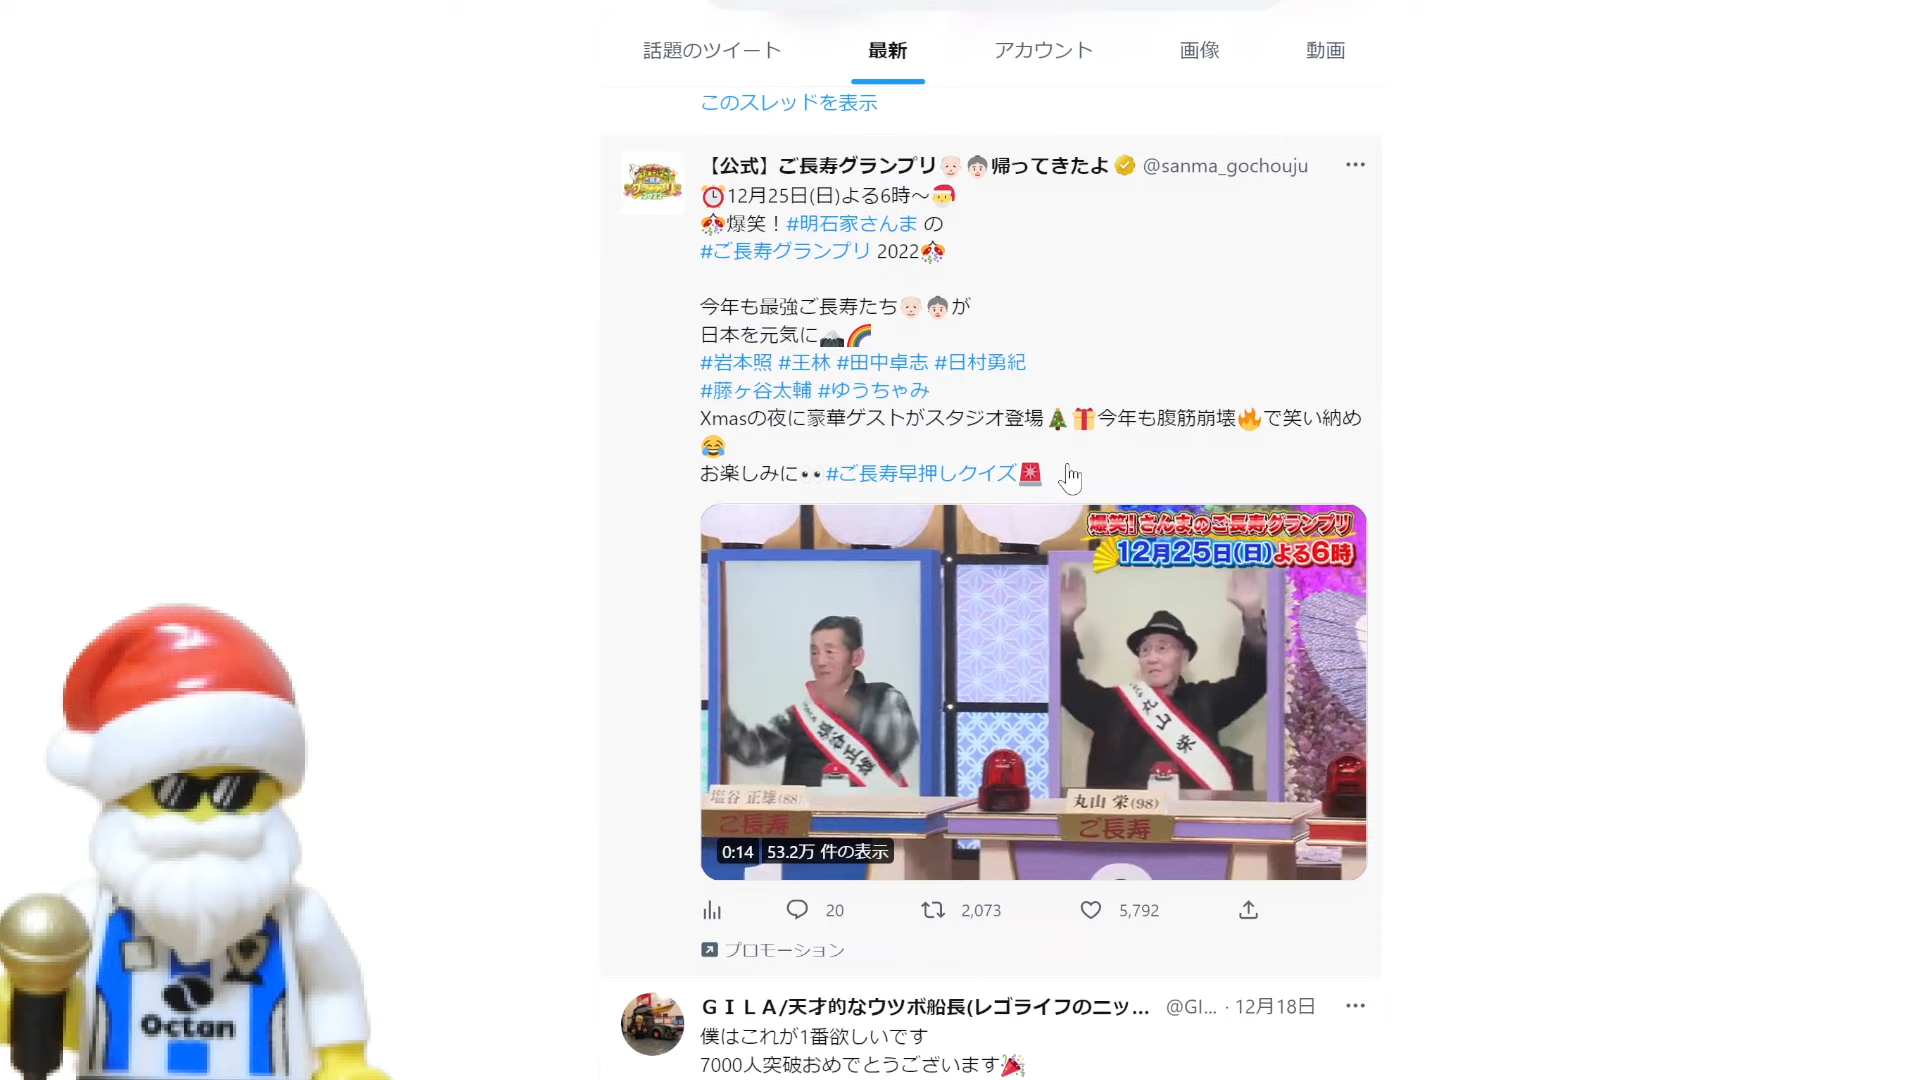 話題のツイート 最新 アカウント 画像 動画
このスレッドを表示
【公式】ご長寿グランプリ👴🏻👵🏻帰ってきたよ @sanma_gochouju
⏰12月25日(日)よる6時～🎅
🎊爆笑！#明石家さんま の
#ご長寿グランプリ 2022🎊
今年も最強ご長寿たち👴🏻👵🏻が
日本を元気に🗻🌈
#岩本照 #王林 #田中卓志 #日村勇紀
#藤ヶ谷太輔 #ゆうちゃみ
Xmasの夜に豪華ゲストがスタジオ登場🎄🎁今年も腹筋崩壊🔥で笑い納め
😂
お楽しみに👀#ご長寿早押しクイズ🚨
爆笑!さんまのご長寿グランプリ
12月25日(日)よる6時
丸山 栄
塩谷 正雄(88)
丸山 栄(98)
ご長寿
ご長寿
0:14 53.2万 件の表示
20 2,073 5,792
プロモーション
ＧＩＬＡ/天才的なウツボ船長(レゴライフのニッ... @GI... · 12月18日
僕はこれが1番欲しいです
7000人突破おめでとうございます🎉
Octan